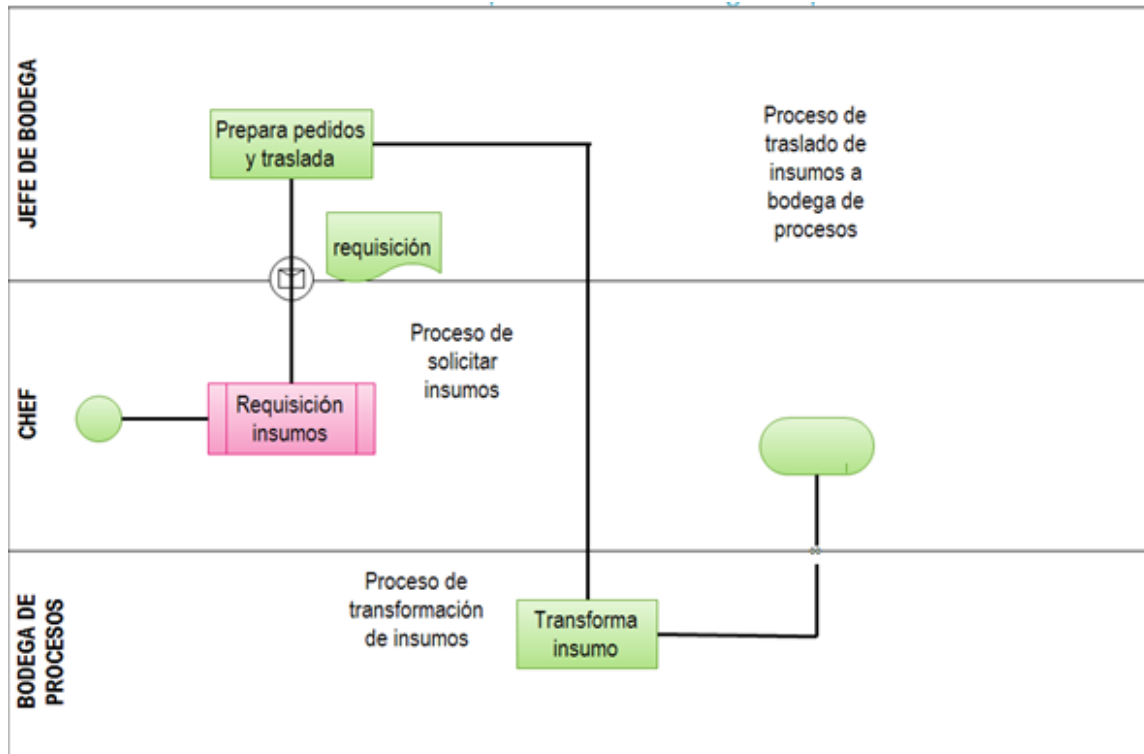 JEFE DE BODEGA
Prepara pedidos
y traslada
requisición
Proceso de
traslado de
insumos a
bodega de
procesos
CHEF
Proceso de
solicitar
insumos
Requisición
insumos
BODEGA DE
PROCESOS
Proceso de
transformación
de insumos
Transforma
insumo